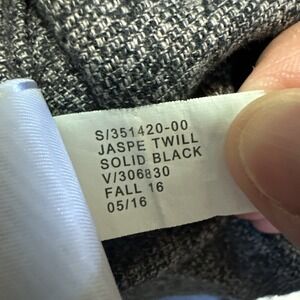 S/351420-00
JASPE TWILL
SOLID BLACK
V/306830
FALL 16
05/16